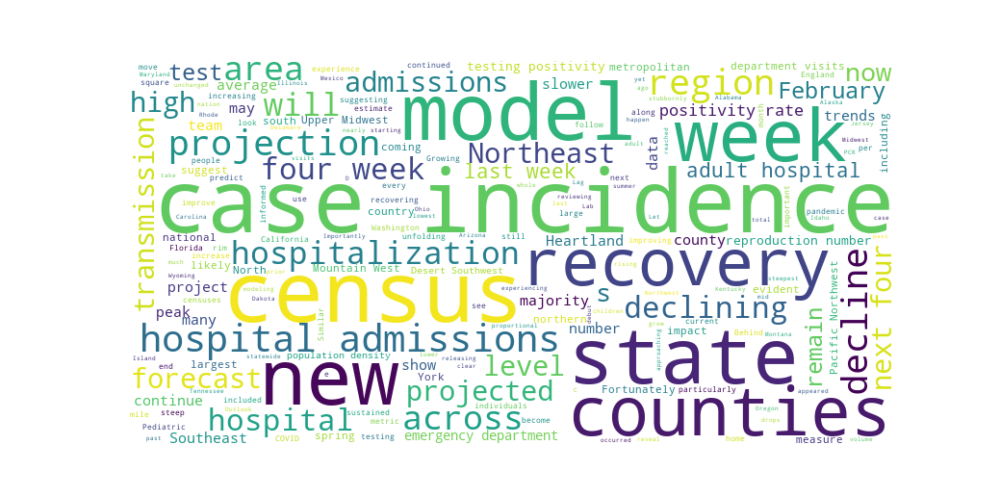 move
Maryland
test
area
Illinois
experience
Mexico
continued
testing positivity
metropolitan
department visits
England
now
unchanged
average
increasing
admissions
slower
yet
ago
stubbornly
Alabama
Alaska
February
high
square
Rhode
nation
may
will
suggesting
estimate
Upper
Midwest
model
region
along
happen
positivity rate
month
trends
team
look
south
nearly
starting
follow
week
transmission
projection
coming
Northeast
data
reached
adult
PCR
Midwest
per
Jersey
including
suggest
people
visits
predict
Growing
four week
last week
adult hospital
take
improve
Carolina
use
informed
every
recovering
country
Ohio
lowest
Washington
case incidence
whole
Lag
last
next
summer
reviewing
Lab
large
Let
total
important
pandemic
Idaho
case
national
Florida
California
rim
importantly
unfolding
Arizona
still
Heartland
improving
county
reproduction number
increase
much
likely
Wyoming
project
censuses
hospitalization
North
prior
Mountain West
Desert Southwest
modeling
Dakota
experiencing
recovery
rising
northwest
Kentucky
steepest
mid
evident
Montana
Pacific Northwest
decline
next four
peak
many
census
see
Similar
majority
s
northern
proportional
children
debut
declining
number
grow
impact
current
Behind
approaching
remain
hospital admissions
Island
end
largest
statewide
population density
lower
releasing
show
clear
level
state
forecast
Tennessee
included
new
e
York
projected
Fortunately
particularly
appeared
continue
mile
steep
Outlook
metric
sustained
individuals
become
c
counties
drops
Oregon
Pediatric
past
Southeast
hospital
COVID
spring
testing
across
emergency department
occurred
reveal
home
measure
volume